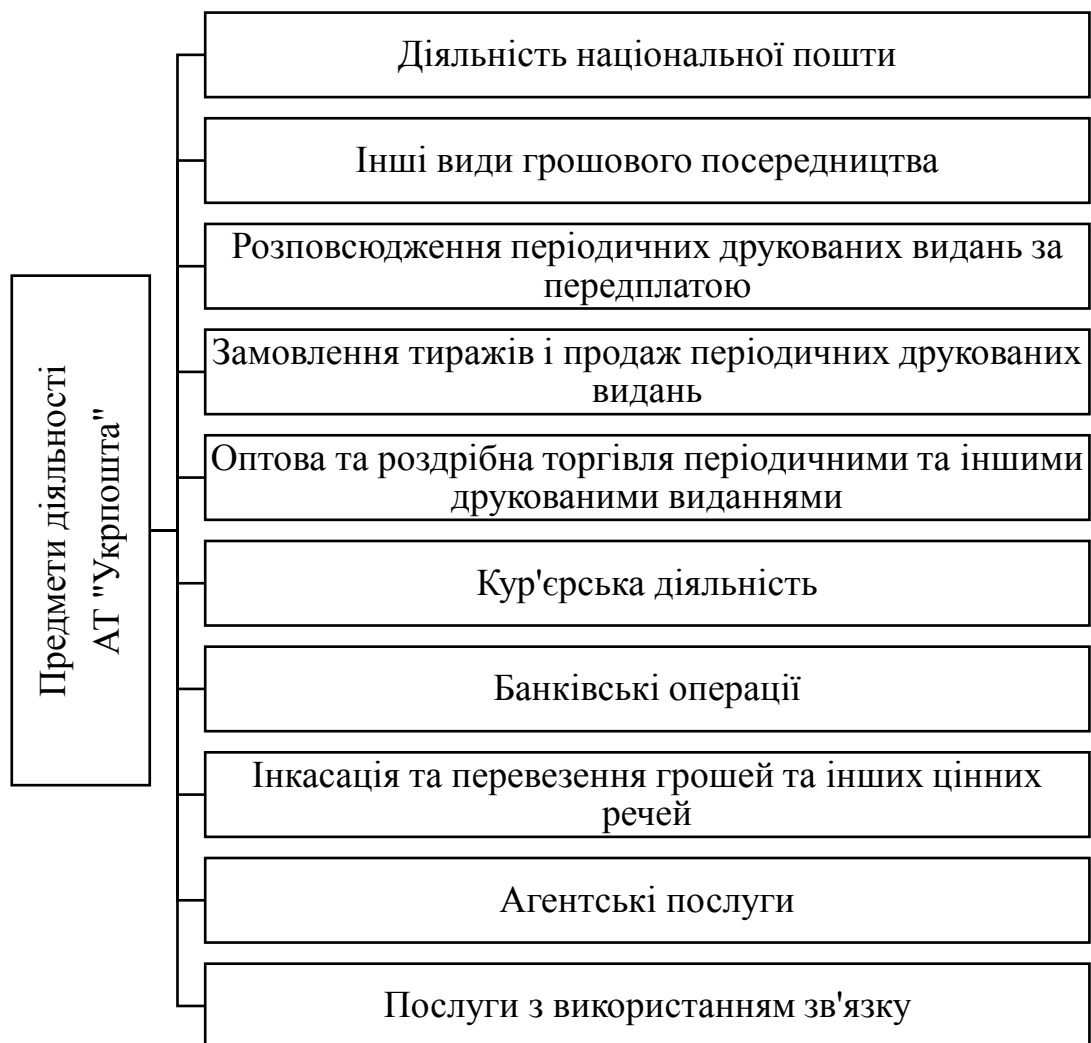 Предмети діяльності
АТ "Укрпошта"
Діяльність національної пошти
Інші види грошового посередництва
Розповсюдження періодичних друкованих видань за
передплатою
Замовлення тиражів і продаж періодичних друкованих
видань
Оптова та роздрібна торгівля періодичними та іншими
друкованими виданнями
Кур'єрська діяльність
Банківські операції
Інкасація та перевезення грошей та інших цінних
речей
Агентські послуги
Послуги з використанням зв'язку